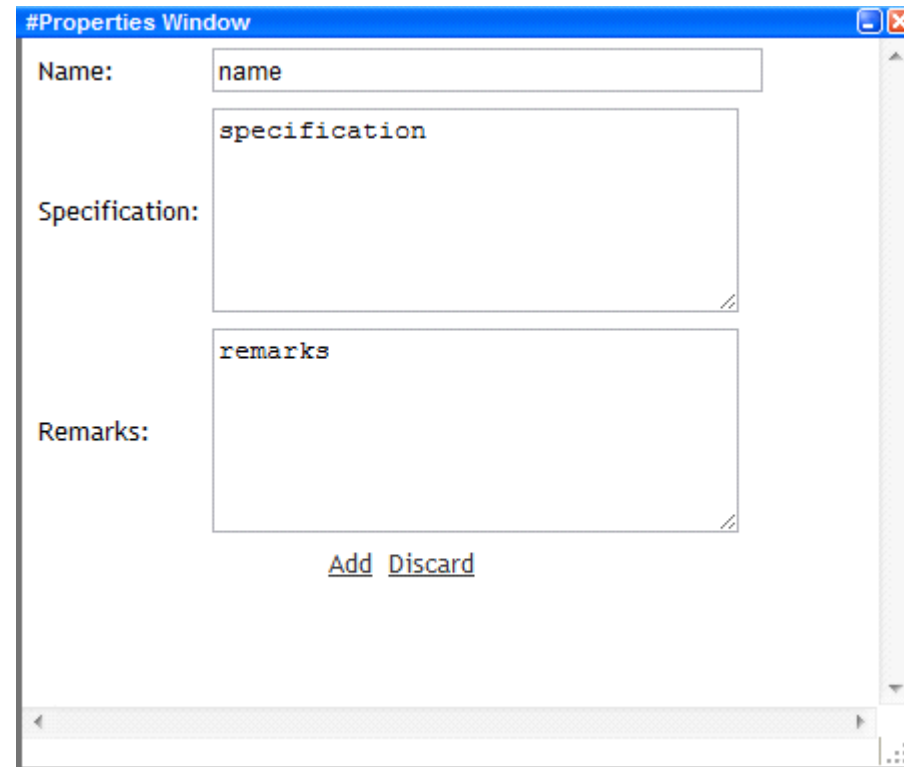 #Properties Window
Name: name
specification
Specification:
remarks
Remarks:
Add Discard